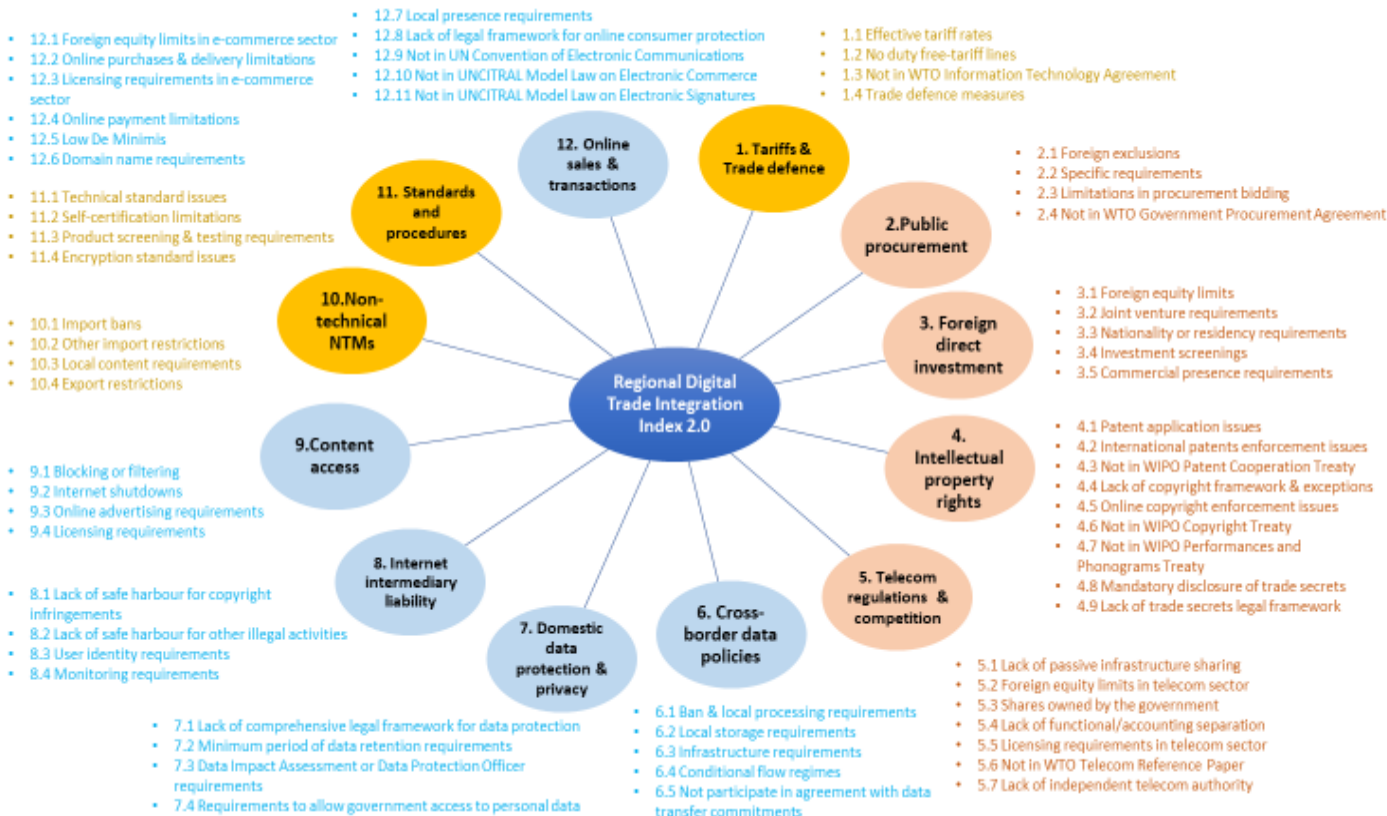 12.7 Local presence requirements
12.8 Lack of legal framework for online consumer protection
12.9 Not in UN Convention of Electronic Communications
12.10 Not in UNCITRAL Model Law on Electronic Commerce
12.11 Not in UNCITRAL Model Law on Electronic Signatures
12.1 Foreign equity limits in e-commerce sector
12.2 Online purchases & delivery limitations
12.3 Licensing requirements in e-commerce
sector
12.4 Online payment limitations
12.5 Low De Minimis
12.6 Domain name requirements
1.1 Effective tariff rates
1.2 No duty free-tariff lines
1.3 Not in WTO Information Technology Agreement
1.4 Trade defence measures
12. Online
sales &
transactions
1. Tariffs &
Trade defence
2.1 Foreign exclusions
2.2 Specific requirements
2.3 Limitations in procurement bidding
2.4 Not in WTO Government Procurement Agreement
11. Standards
and
procedures
11.1 Technical standard issues
11.2 Self-certification limitations
11.3 Product screening & testing requirements
11.4 Encryption standard issues
2.Public
procurement
10.Non-
technical
NTMs
10.1 Import bans
10.2 Other import restrictions
10.3 Local content requirements
10.4 Export restrictions
3. Foreign
direct
investment
3.1 Foreign equity limits
3.2 Joint venture requirements
3.3 Nationality or residency requirements
3.4 Investment screenings
3.5 Commercial presence requirements
Regional Digital
Trade Integration
Index 2.0
9.Content
access
9.1 Blocking or filtering
9.2 Internet shutdowns
9.3 Online advertising requirements
9.4 Licensing requirements
4.
Intellectual
property
rights
4.1 Patent application issues
4.2 International patents enforcement issues
4.3 Not in WIPO Patent Cooperation Treaty
4.4 Lack of copyright framework & exceptions
4.5 Online copyright enforcement issues
4.6 Not in WIPO Copyright Treaty
4.7 Not in WIPO Performances and
Phonograms Treaty
4.8 Mandatory disclosure of trade secrets
4.9 Lack of trade secrets legal framework
8. Internet
intermediary
liability
8.1 Lack of safe harbour for copyright
infringements
8.2 Lack of safe harbour for other illegal activities
8.3 User identity requirements
8.4 Monitoring requirements
5. Telecom
regulations &
competition
7. Domestic
data
protection &
privacy
6. Cross-
border data
policies
5.1 Lack of passive infrastructure sharing
5.2 Foreign equity limits in telecom sector
5.3 Shares owned by the government
5.4 Lack of functional/accounting separation
5.5 Licensing requirements in telecom sector
5.6 Not in WTO Telecom Reference Paper
5.7 Lack of independent telecom authority
7.1 Lack of comprehensive legal framework for data protection
7.2 Minimum period of data retention requirements
7.3 Data Impact Assessment or Data Protection Officer
requirements
7.4 Requirements to allow government access to personal data
6.1 Ban & local processing requirements
6.2 Local storage requirements
6.3 Infrastructure requirements
6.4 Conditional flow regimes
6.5 Not participate in agreement with data
transfer commitments